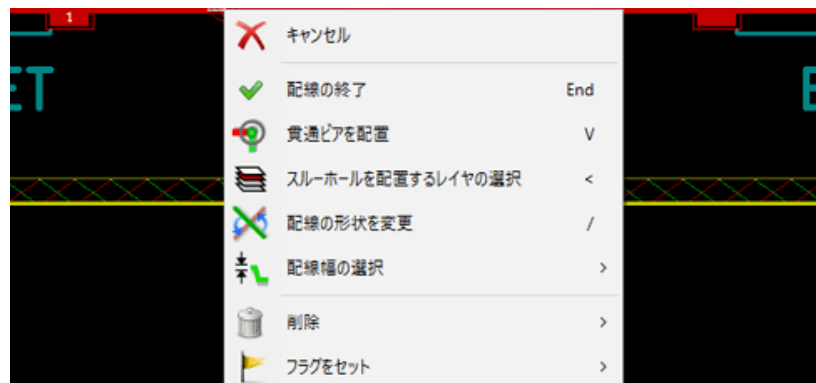 1
ET
キャンセル
配線の終了 End
貫通ビアを配置 V
スルーホールを配置するレイヤの選択 <
配線の形状を変更 /
配線幅の選択 >
削除 >
フラグをセット >